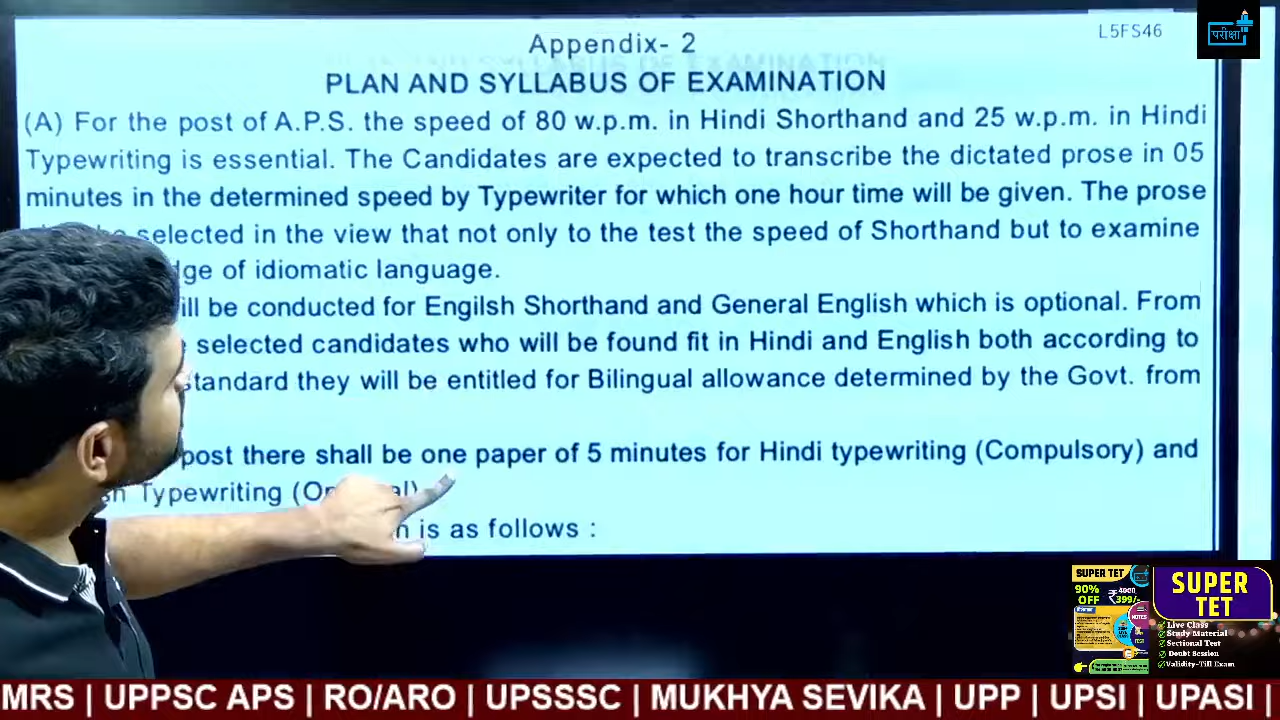 L5FS46
परीक्षा
Appendix- 2
PLAN AND SYLLABUS OF EXAMINATION
(A) For the post of A.P.S. the speed of 80 w.p.m. in Hindi Shorthand and 25 w.p.m. in Hindi
Typewriting is essential. The Candidates are expected to transcribe the dictated prose in 05
minutes in the determined speed by Typewriter for which one hour time will be given. The prose
selected in the view that not only to the test the speed of Shorthand but to examine
of idiomatic language.
be conducted for Engilsh Shorthand and General English which is optional. From
selected candidates who will be found fit in Hindi and English both according to
standard they will be entitled for Bilingual allowance determined by the Govt. from
post there shall be one paper of 5 minutes for Hindi typewriting (Compulsory) and
Typewriting
is as follows :
SUPER TET
90%
OFF
399/-
NOTES
SUPER
TET
Live Class
Study Material
Sectional Test
Doubt Session
Validity-Till Exam
MRS | UPPSC APS | RO/ARO | UPSSSC | MUKHYA SEVIKA | UPP | UPSI | UPASI |